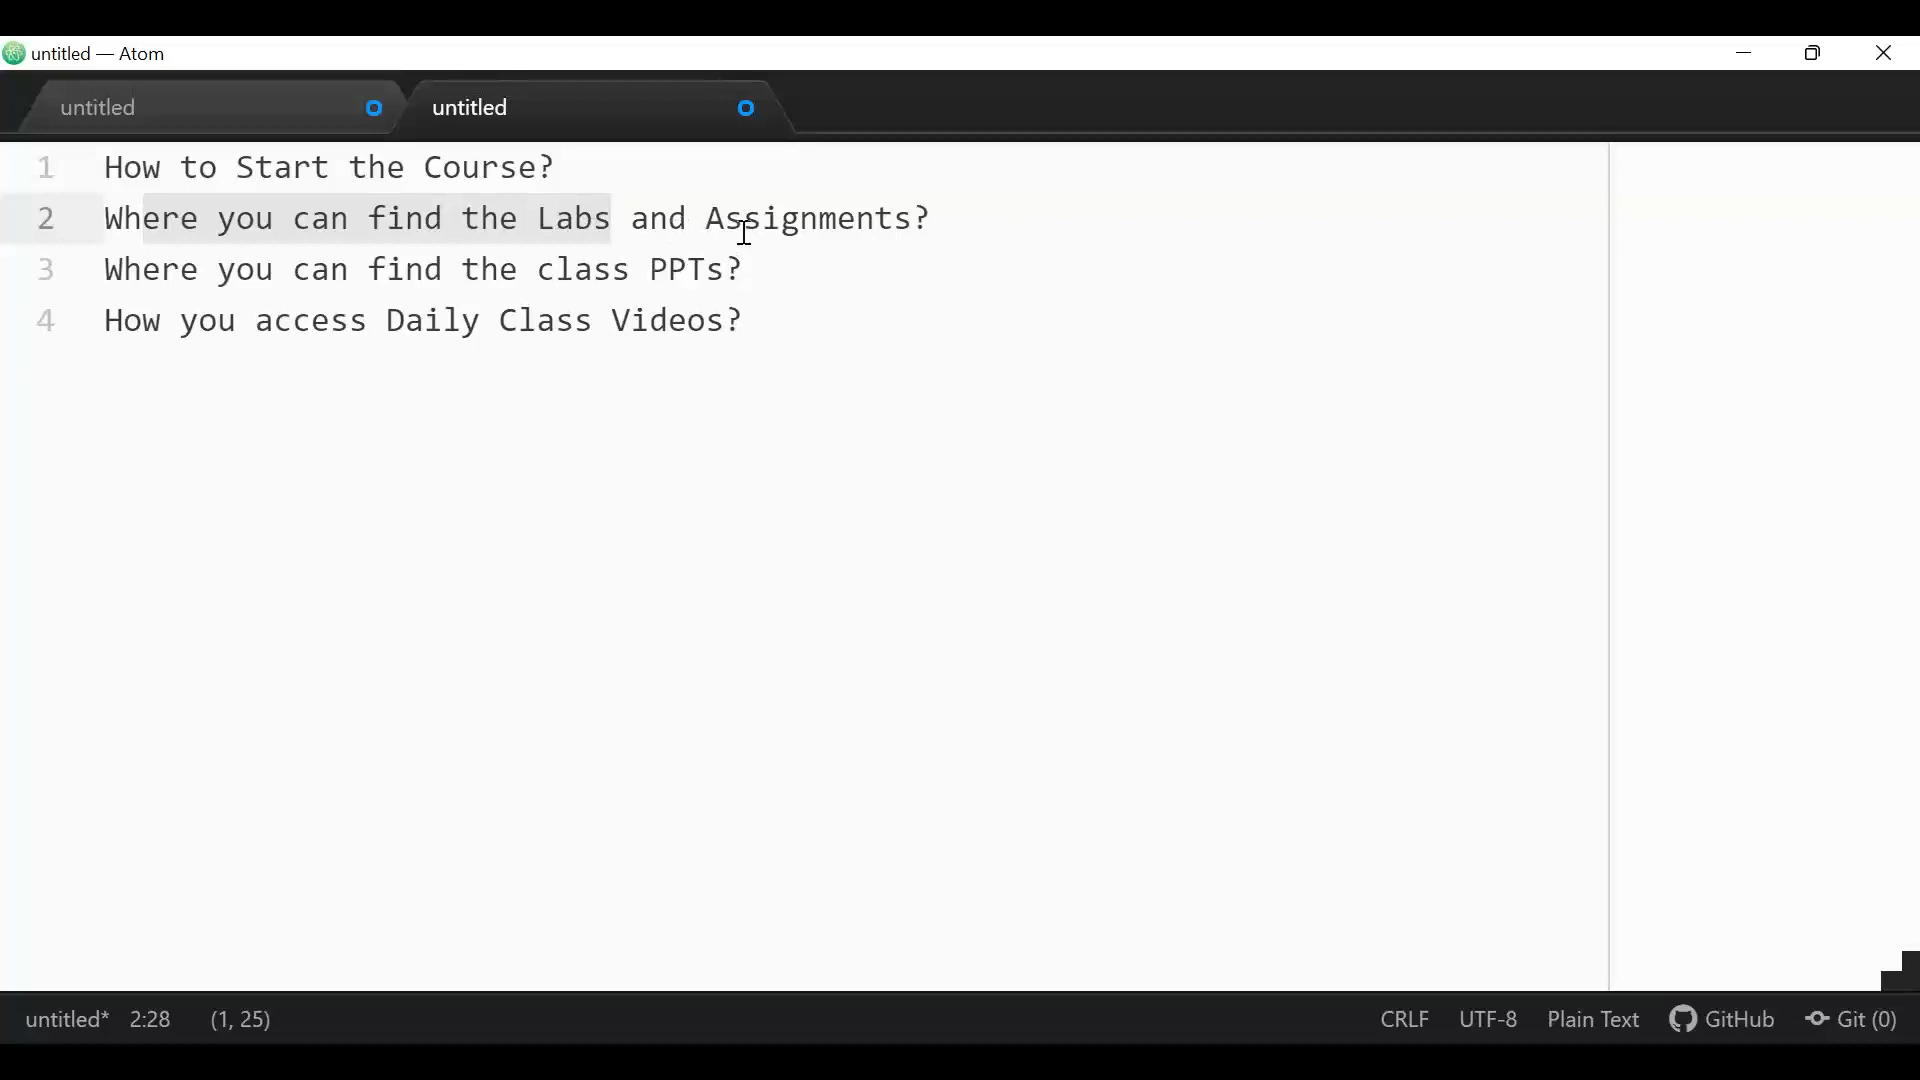 untitled — Atom
untitled untitled
1 How to Start the Course?
2 Where you can find the Labs and Assignments?
3 Where you can find the class PPTs?
4 How you access Daily Class Videos?
untitled* 2:28 (1, 25) CRLF UTF-8 Plain Text GitHub Git (0)